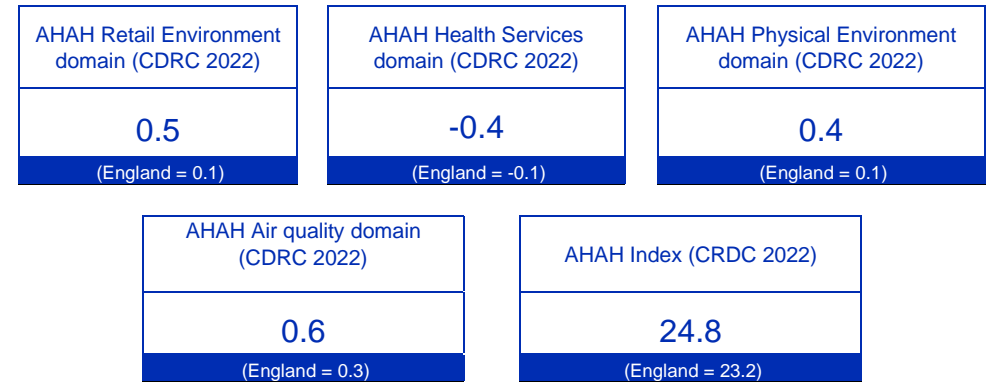 AHAH Retail Environment
domain (CDRC 2022)
0.5
(England = 0.1)
AHAH Health Services
domain (CDRC 2022)
-0.4
(England = -0.1)
AHAH Physical Environment
domain (CDRC 2022)
0.4
(England = 0.1)
AHAH Air quality domain
(CDRC 2022)
0.6
(England = 0.3)
AHAH Index (CRDC 2022)
24.8
(England = 23.2)